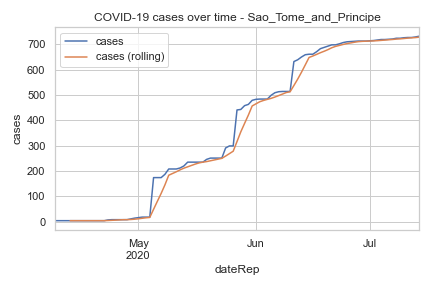 COVID-19 cases over time - Sao_Tome_and_Principe
cases
cases (rolling)
700
600
500
400
300
200
100
0
cases
May
2020
Jun
Jul
dateRep